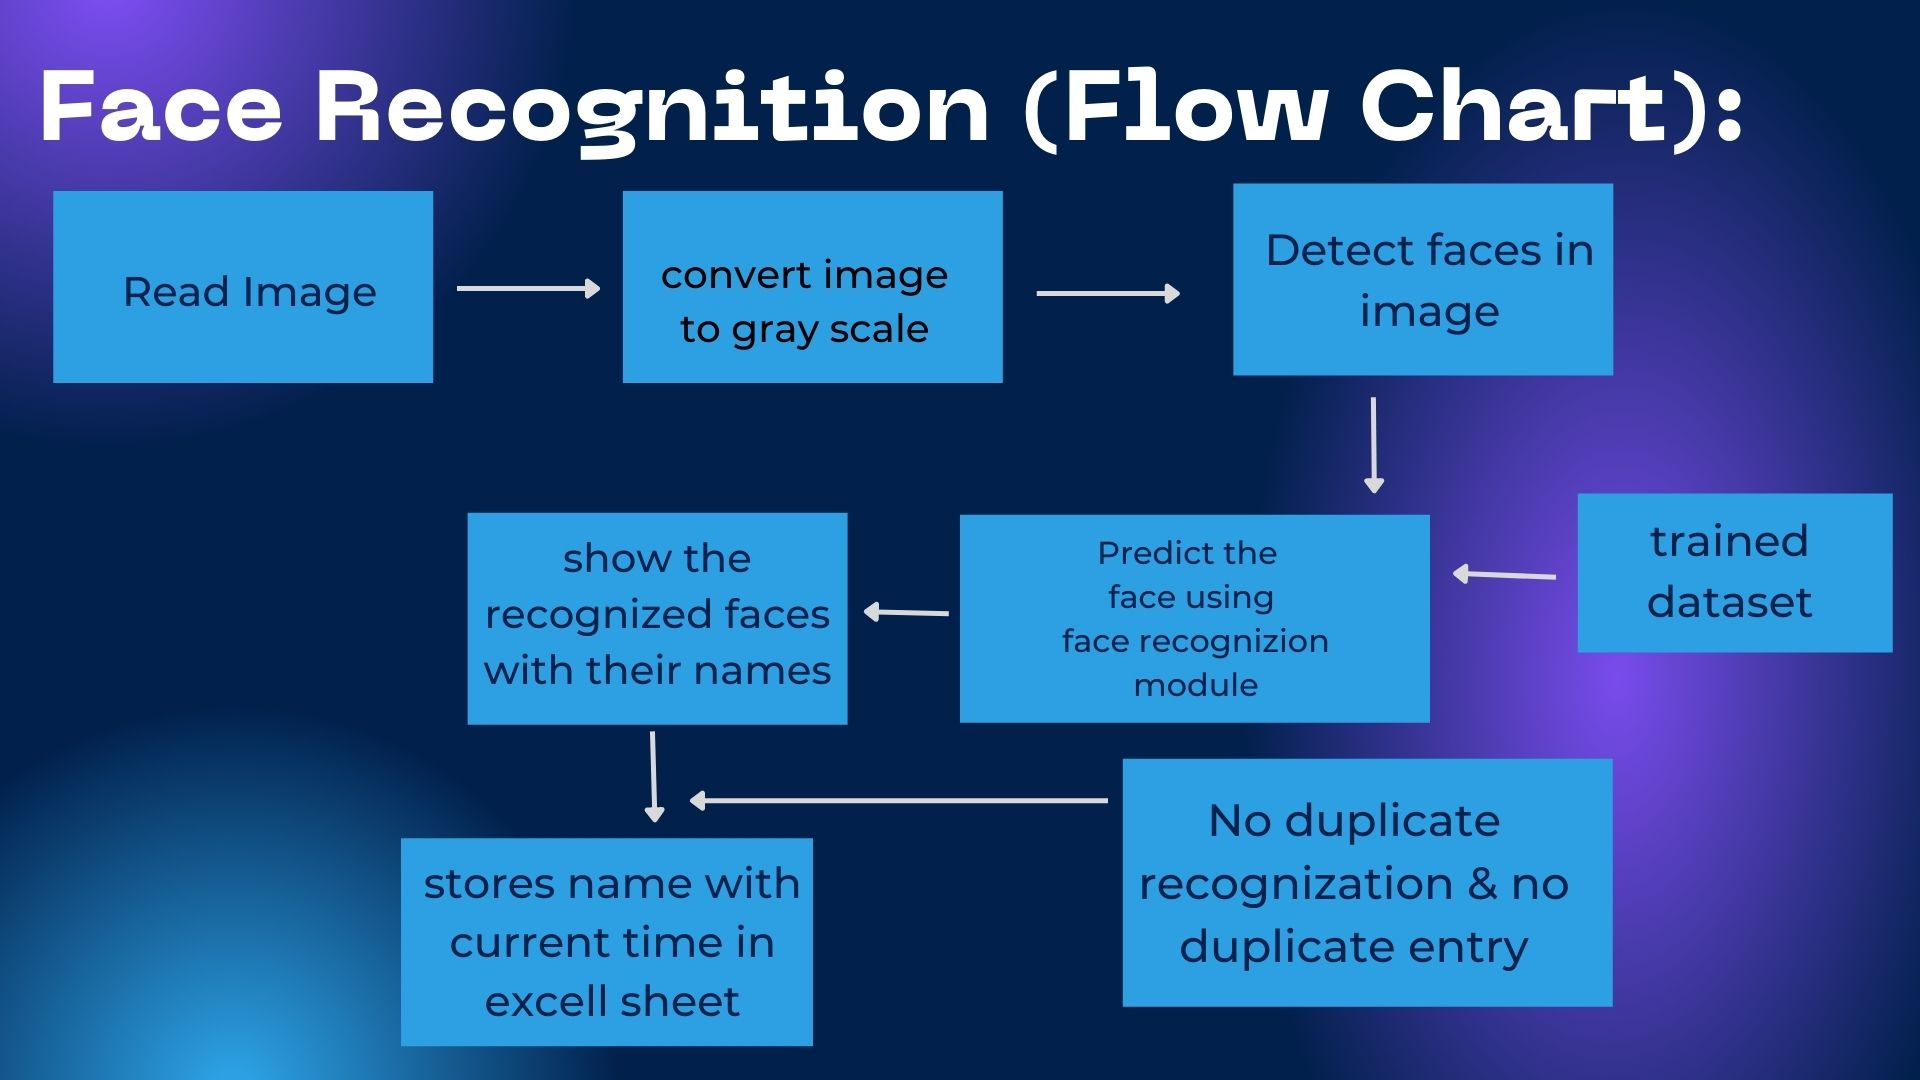 Face Recognition (Flow Chart):
Read Image
convert image
to gray scale
Detect faces in
image
show the
recognized faces
with their names
Predict the
face using
face recognizion
module
trained
dataset
stores name with
current time in
excell sheet
No duplicate
recognization & no
duplicate entry